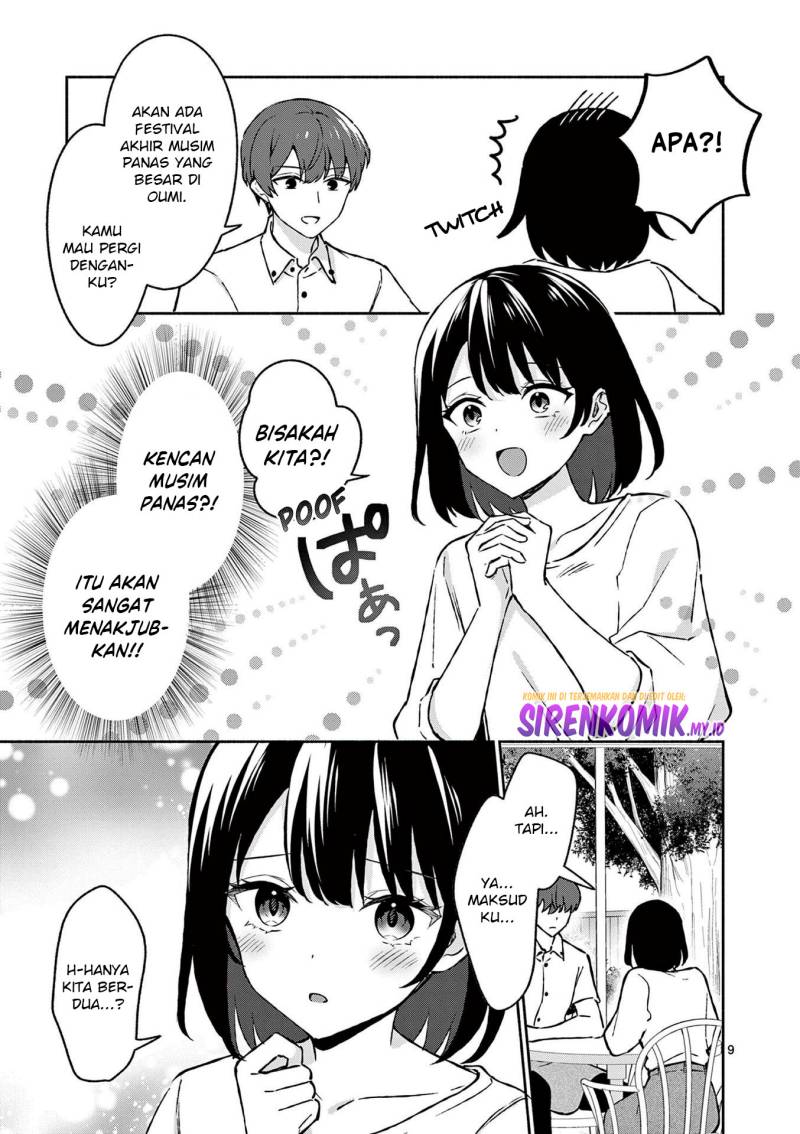 AKAN ADA
FESTIVAL
AKHIR MUSIM
PANAS YANG
BESAR DI
OUMI.
KAMU
MAU PERGI
DENGAN-
KU?
TWITCH
APA?!
BISAKAH
KITA?!
KENCAN
MUSIM
PANAS?!
ITU AKAN
SANGAT
MENAKJUB-
KAN!!
POOF
ぱぁっ
KOMIK INI DI TERJEMAHKAN DAN DI EDIT OLEH;
SIRENKOMIK.MY.ID
AH.
TAPI...
YA...
MAKSUD
KU...
H-HANYA
KITA BER-
DUA...?
9